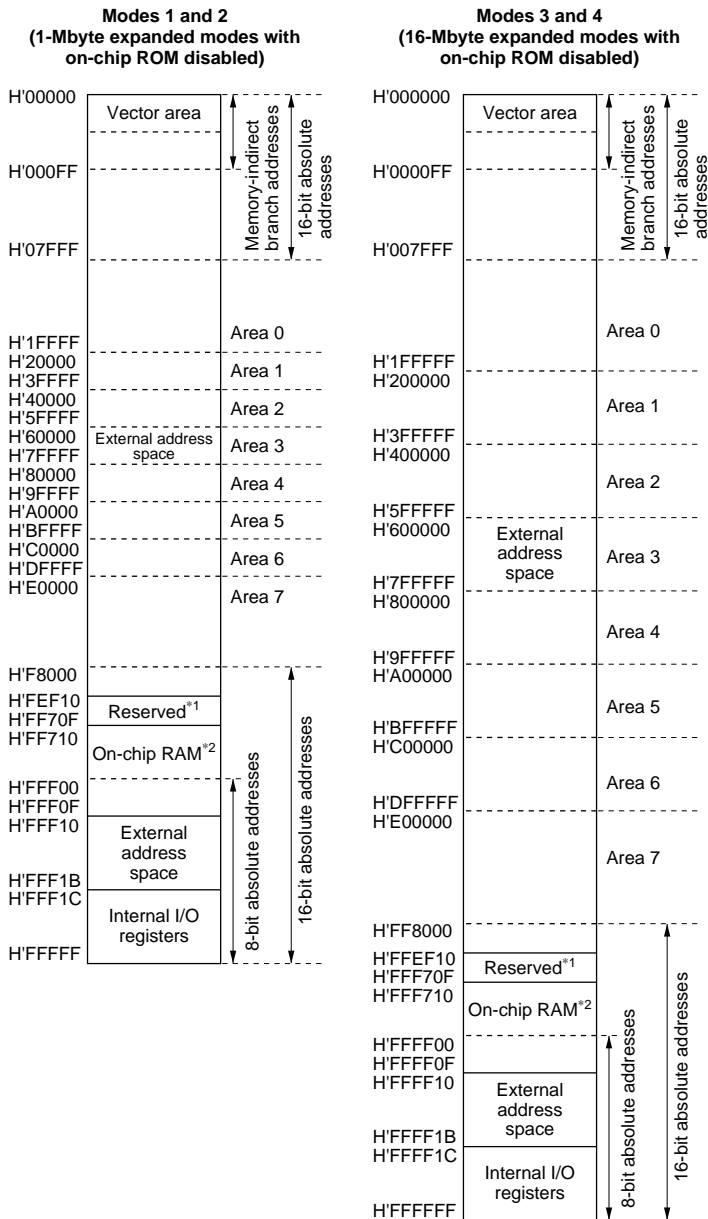 Modes 1 and 2
(1-Mbyte expanded modes with
on-chip ROM disabled)
H'00000
Vector area
H'000FF
H'07FFF
Memory-indirect
branch addresses
16-bit absolute
addresses
H'1FFFF
Area 0
H'20000
H'3FFFF
Area 1
H'40000
H'5FFFF
Area 2
H'60000
H'7FFFF
External address
space
Area 3
H'80000
H'9FFFF
Area 4
H'A0000
H'BFFFF
Area 5
H'C0000
H'DFFFF
Area 6
H'E0000
Area 7
H'F8000
H'FEF10
H'FF70F
Reserved*1
H'FF710
On-chip RAM*2
H'FFF00
H'FFF0F
H'FFF10
External
address
space
H'FFF1B
H'FFF1C
Internal I/O
registers
H'FFFFF
8-bit absolute addresses
16-bit absolute addresses
Modes 3 and 4
(16-Mbyte expanded modes with
on-chip ROM disabled)
H'000000
Vector area
H'0000FF
H'007FFF
Memory-indirect
branch addresses
16-bit absolute
addresses
Area 0
H'1FFFFF
H'200000
Area 1
H'3FFFFF
H'400000
Area 2
H'5FFFFF
H'600000
External
address
space
Area 3
H'7FFFFF
H'800000
Area 4
H'9FFFFF
H'A00000
Area 5
H'BFFFFF
H'C00000
Area 6
H'DFFFFF
H'E00000
Area 7
H'FF8000
H'FFEF10
H'FFF70F
Reserved*1
H'FFF710
On-chip RAM*2
H'FFFF00
H'FFFF0F
H'FFFF10
External
address
space
H'FFFF1B
H'FFFF1C
Internal I/O
registers
H'FFFFFF
8-bit absolute addresses
16-bit absolute addresses